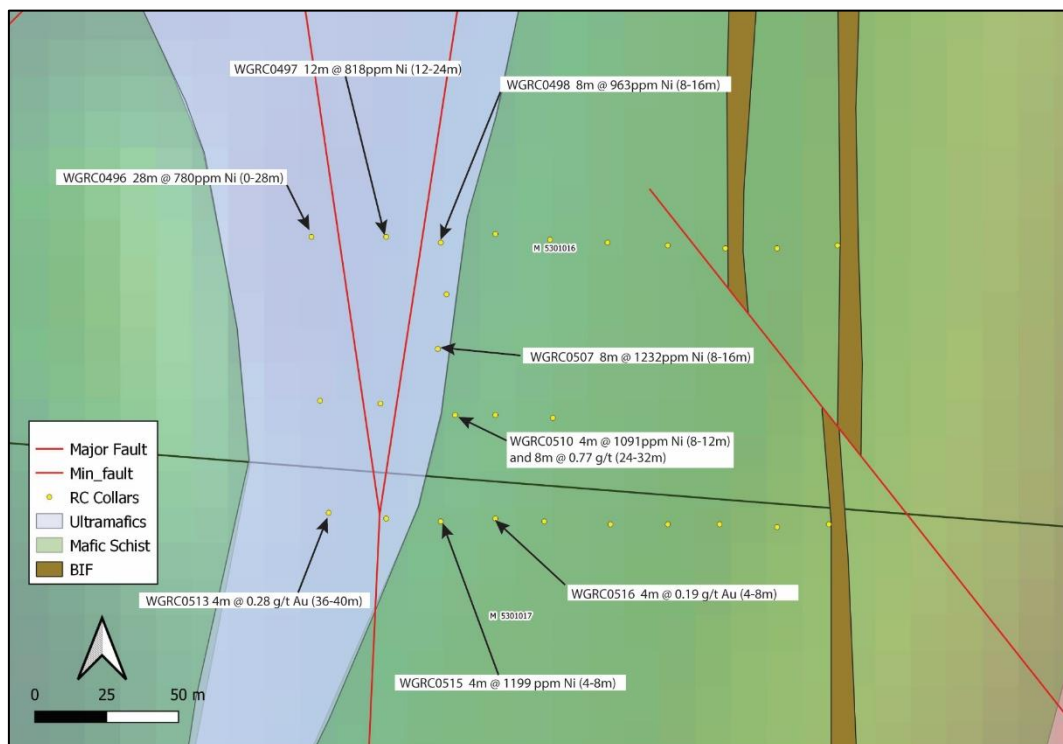 WGRC0497 12m @ 818ppm Ni (12-24m)
WGRC0498 8m @ 963ppm Ni (8-16m)
WGRC0496 28m @ 780ppm Ni (0-28m)
M 5301016
WGRC0507 8m @ 1232ppm Ni (8-16m)
WGRC0510 4m @ 1091ppm Ni (8-12m)
and 8m @ 0.77 g/t (24-32m)
Major Fault
Min_fault
RC Collars
Ultramafics
Mafic Schist
BIF
WGRC0513 4m @ 0.28 g/t Au (36-40m)
WGRC0516 4m @ 0.19 g/t Au (4-8m)
M 5301017
WGRC0515 4m @ 1199 ppm Ni (4-8m)
0 25 50 m